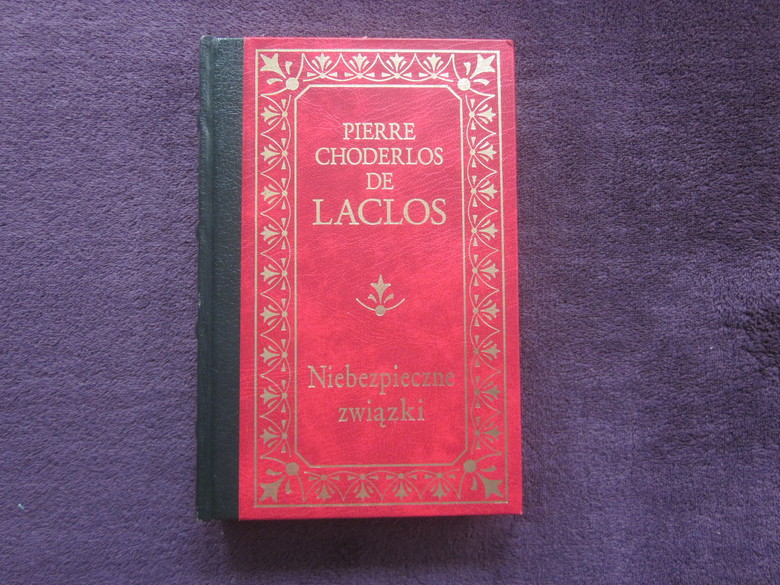 PIERRE
CHODERLOS
DE
LACLOS
Niebezpieczne
związki